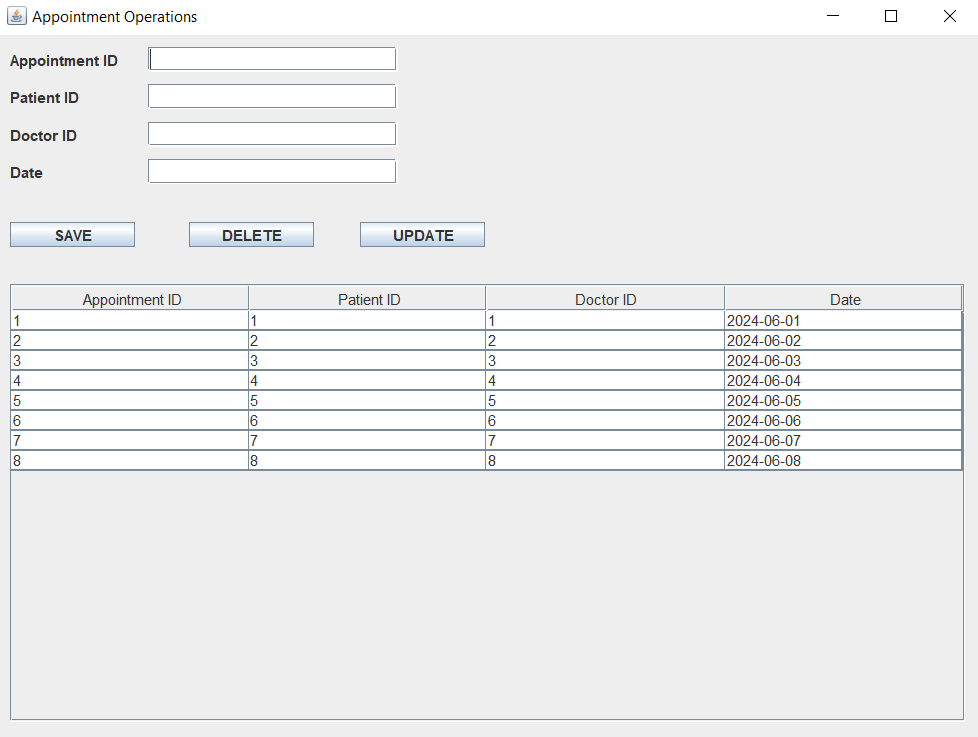 Appointment Operations
Appointment ID
Patient ID
Doctor ID
Date
SAVE DELETE UPDATE
Appointment ID Patient ID Doctor ID Date
1 1 1 2024-06-01
2 2 2 2024-06-02
3 3 3 2024-06-03
4 4 4 2024-06-04
5 5 5 2024-06-05
6 6 6 2024-06-06
7 7 7 2024-06-07
8 8 8 2024-06-08